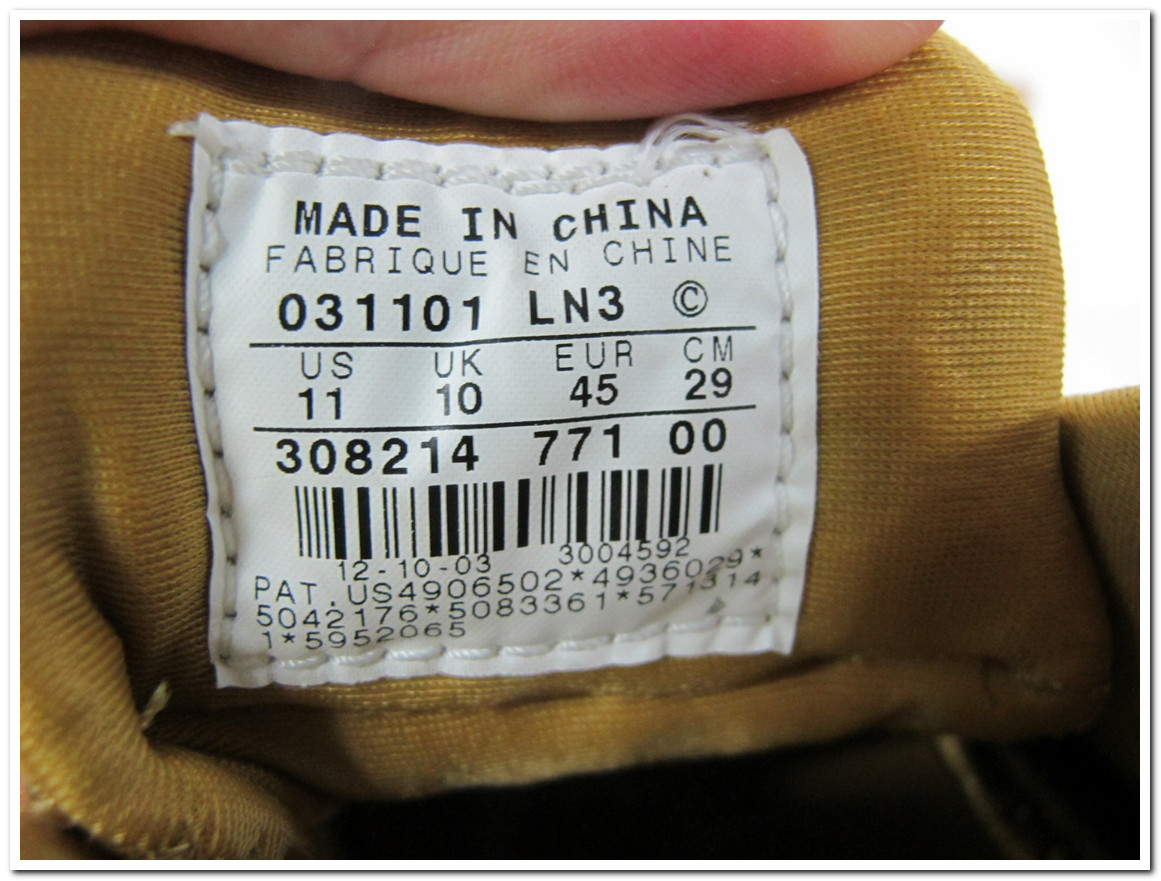 MADE IN CHINA
FABRIQUE EN CHINE
031101 LN3 ©
US UK EUR CM
11 10 45 29
308214 771 00
12-10-03 3004592
PAT.US4906502*4936029*
5042176*5083361*571314
1*5952065